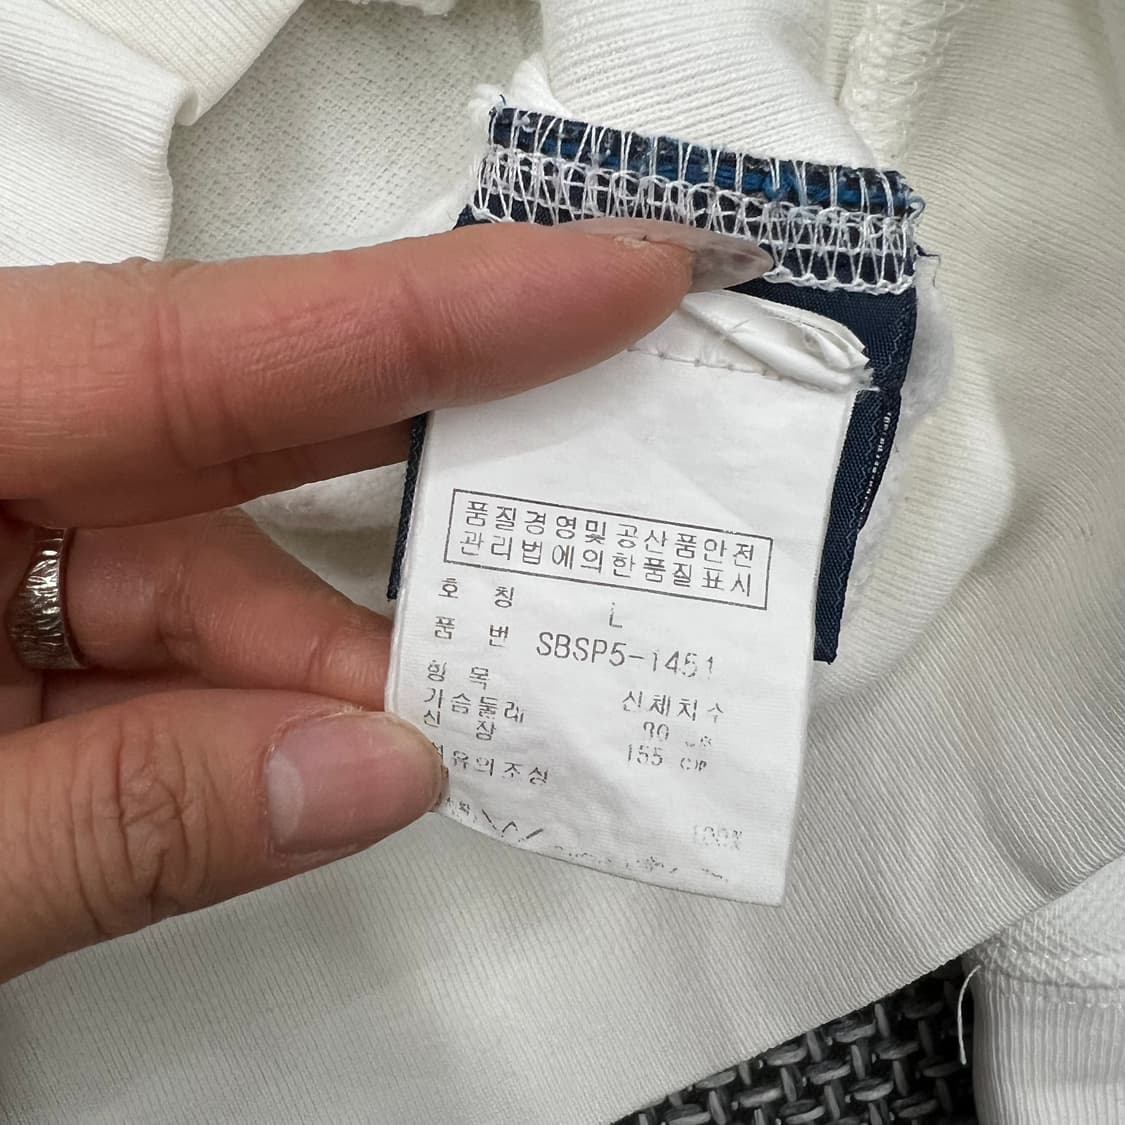 품질경영및공산품안전
관리법에의한품질표시
호 칭 L
품 번 SBSP5-1451
항 목 신체치수
가슴둘레
신 장 155 cm
섬유의조성
100%